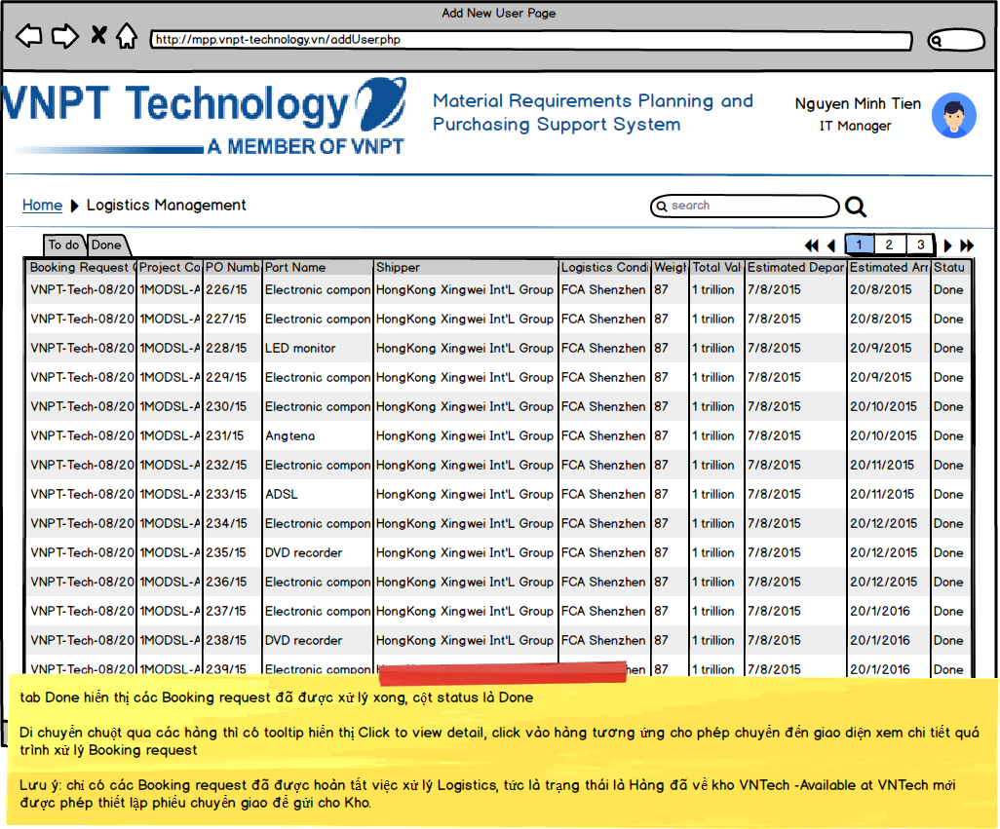 Add New User Page
http://mpp.vnpt-technology.vn/addUser.php
VNPT Technology
A MEMBER OF VNPT
Material Requirements Planning and
Purchasing Support System
Nguyen Minh Tien
IT Manager
Home Logistics Management
search
To do Done
1 2 3
Booking Request Project Co PO Numb Part Name Shipper Logistics Condi Weigh Total Val Estimated Depar Estimated Arr Statu
VNPT-Tech-08/20 1MODSL-A 226/15 Electronic compon HongKong Xingwei Int'L Group FCA Shenzhen 87 1 trillion 7/8/2015 20/8/2015 Done
VNPT-Tech-08/20 1MODSL-A 227/15 Electronic compon HongKong Xingwei Int'L Group FCA Shenzhen 87 1 trillion 7/8/2015 20/8/2015 Done
VNPT-Tech-08/20 1MODSL-A 228/15 LED monitor HongKong Xingwei Int'L Group FCA Shenzhen 87 1 trillion 7/8/2015 20/9/2015 Done
VNPT-Tech-08/20 1MODSL-A 229/15 Electronic compon HongKong Xingwei Int'L Group FCA Shenzhen 87 1 trillion 7/8/2015 20/9/2015 Done
VNPT-Tech-08/20 1MODSL-A 230/15 Electronic compon HongKong Xingwei Int'L Group FCA Shenzhen 87 1 trillion 7/8/2015 20/10/2015 Done
VNPT-Tech-08/20 1MODSL-A 231/15 Angtena HongKong Xingwei Int'L Group FCA Shenzhen 87 1 trillion 7/8/2015 20/10/2015 Done
VNPT-Tech-08/20 1MODSL-A 232/15 Electronic compon HongKong Xingwei Int'L Group FCA Shenzhen 87 1 trillion 7/8/2015 20/11/2015 Done
VNPT-Tech-08/20 1MODSL-A 233/15 ADSL HongKong Xingwei Int'L Group FCA Shenzhen 87 1 trillion 7/8/2015 20/11/2015 Done
VNPT-Tech-08/20 1MODSL-A 234/15 Electronic compon HongKong Xingwei Int'L Group FCA Shenzhen 87 1 trillion 7/8/2015 20/12/2015 Done
VNPT-Tech-08/20 1MODSL-A 235/15 DVD recorder HongKong Xingwei Int'L Group FCA Shenzhen 87 1 trillion 7/8/2015 20/12/2015 Done
VNPT-Tech-08/20 1MODSL-A 236/15 Electronic compon HongKong Xingwei Int'L Group FCA Shenzhen 87 1 trillion 7/8/2015 20/12/2015 Done
VNPT-Tech-08/20 1MODSL-A 237/15 Electronic compon HongKong Xingwei Int'L Group FCA Shenzhen 87 1 trillion 7/8/2015 20/1/2016 Done
VNPT-Tech-08/20 1MODSL-A 238/15 DVD recorder HongKong Xingwei Int'L Group FCA Shenzhen 87 1 trillion 7/8/2015 20/1/2016 Done
VNPT-Tech-08/20 1MODSL-A 239/15 Electronic compon hen 87 1 trillion 7/8/2015 20/1/2016 Done
tab Done hiển thị các Booking request đã được xử lý xong, cột status là Done
Di chuyển chuột qua các hàng thì có tooltip hiển thị Click to view detail, click vào hàng tương ứng cho phép chuyển đến giao diện xem chi tiết quá
trình xử lý Booking request
Lưu ý: chỉ có các Booking request đã được hoàn tất việc xử lý Logistics, tức là trạng thái là Hàng đã về kho VNTech -Available at VNTech mới
được phép thiết lập phiếu chuyển giao để gửi cho Kho.